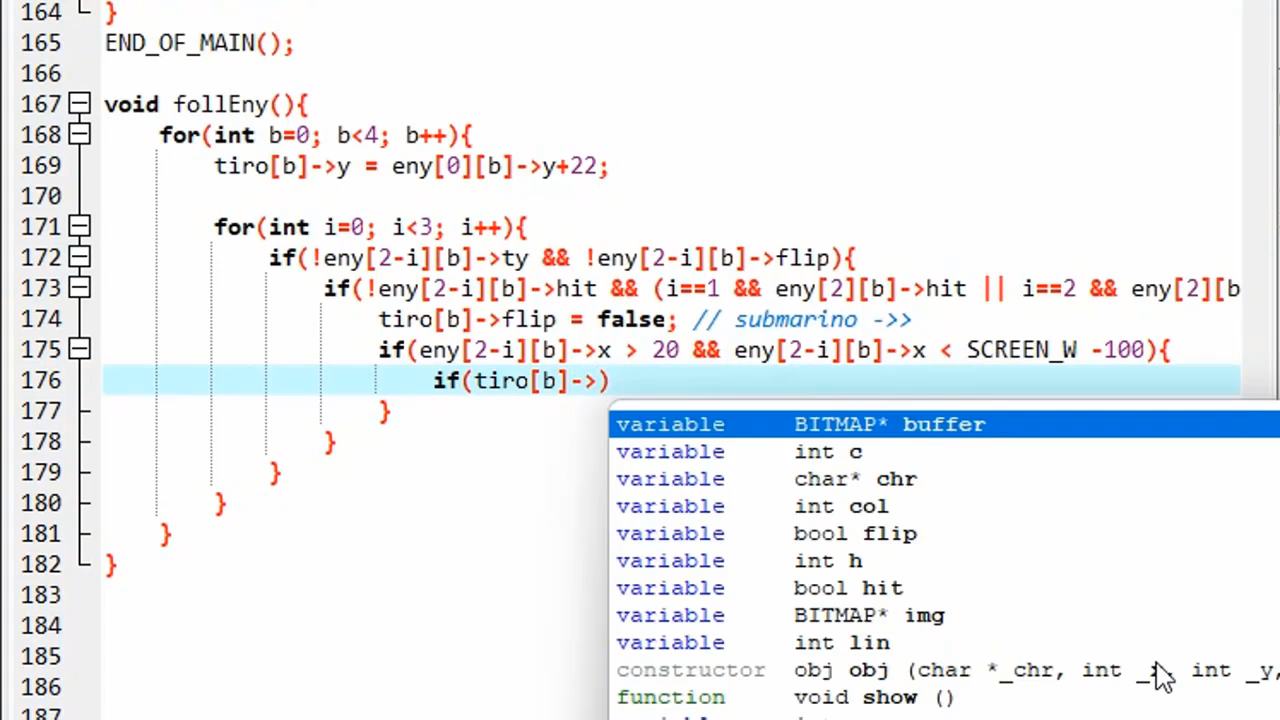 164 }
165 END_OF_MAIN();
166
167 void follEny(){
168 for(int b=0; b<4; b++){
169 tiro[b]->y = eny[0][b]->y+22;
170
171 for(int i=0; i<3; i++){
172 if(!eny[2-i][b]->ty && !eny[2-i][b]->flip){
173 if(!eny[2-i][b]->hit && (i==1 && eny[2][b]->hit || i==2 && eny[2][b
174 tiro[b]->flip = false; // submarino ->>
175 if(eny[2-i][b]->x > 20 && eny[2-i][b]->x < SCREEN_W -100){
176 if(tiro[b]->)
177 }
178 }
179 }
180 }
181 }
182 }
183
184
185
186
variable BITMAP* buffer
variable int c
variable char* chr
variable int col
variable bool flip
variable int h
variable bool hit
variable BITMAP* img
variable int lin
constructor obj obj (char *_chr, int int _y,
function void show ()